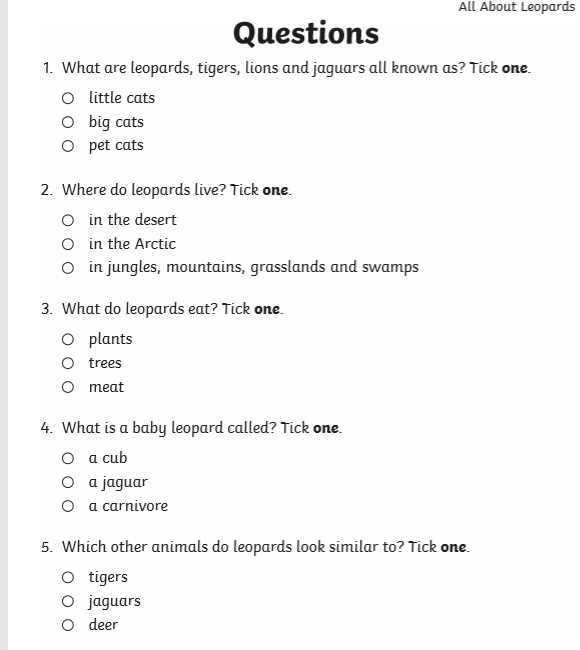 All About Leopards
Questions
1. What are leopards, tigers, lions and jaguars all known as? Tick one.
little cats
big cats
pet cats
2. Where do leopards live? Tick one.
in the desert
in the Arctic
in jungles, mountains, grasslands and swamps
3. What do leopards eat? Tick one.
plants
trees
meat
4. What is a baby leopard called? Tick one.
a cub
a jaguar
a carnivore
5. Which other animals do leopards look similar to? Tick one.
tigers
jaguars
deer